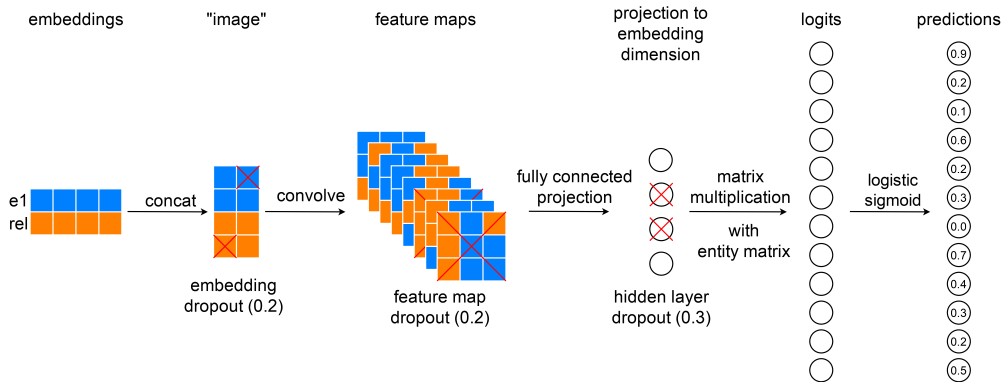 embeddings
"image"
feature maps
projection to
embedding
dimension
logits
predictions
e1
rel
concat
embedding
dropout (0.2)
convolve
feature map
dropout (0.2)
fully connected
projection
hidden layer
dropout (0.3)
matrix
multiplication
with
entity matrix
logistic
sigmoid
0.9
0.2
0.1
0.6
0.2
0.3
0.0
0.7
0.4
0.3
0.2
0.5